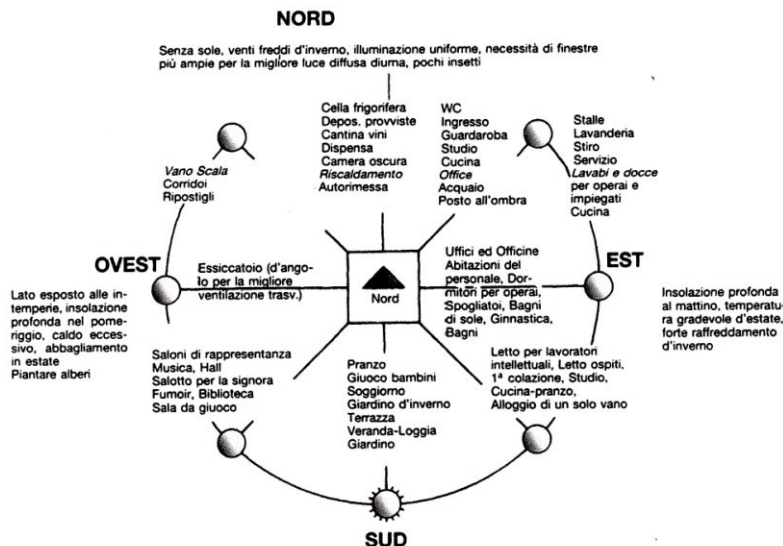 NORD
Senza sole, venti freddi d'inverno, illuminazione uniforme, necessità di finestre
più ampie per la migliore luce diffusa diurna, pochi insetti
Cella frigorifera
Depos. provviste
Cantina vini
Dispensa
Camera oscura
Riscaldamento
Autorimessa
WC
Ingresso
Guardaroba
Studio
Cucina
Office
Acquaio
Posto all'ombra
Stalle
Lavanderia
Stiro
Servizio
Lavabi e docce
per operai e
impiegati
Cucina
Vano Scala
Corridoi
Ripostigli
OVEST
Lato esposto alle in-
temperie, insolazione
profonda nel pome-
riggio, caldo ecces-
sivo, abbagliamento
in estate
Piantare alberi
Essiccatoio (d'ango-
lo per la migliore
ventilazione trasv.)
Nord
Uffici ed Officine
Abitazioni del
personale, Dor-
mitori per operai,
Spogliatoi, Bagni
di sole, Ginnastica,
Bagni
EST
Insolazione profonda
al mattino, temperatu-
ra gradevole d'estate,
forte raffreddamento
d'inverno
Saloni di rappresentanza
Musica, Hall
Salotto per la signora
Fumoir, Biblioteca
Sala da giuoco
Pranzo
Giuoco bambini
Soggiorno
Giardino d'inverno
Terrazza
Veranda-Loggia
Giardino
Letto per lavoratori
intellettuali, Letto ospiti,
1ª colazione, Studio,
Cucina-pranzo,
Alloggio di un solo vano
SUD